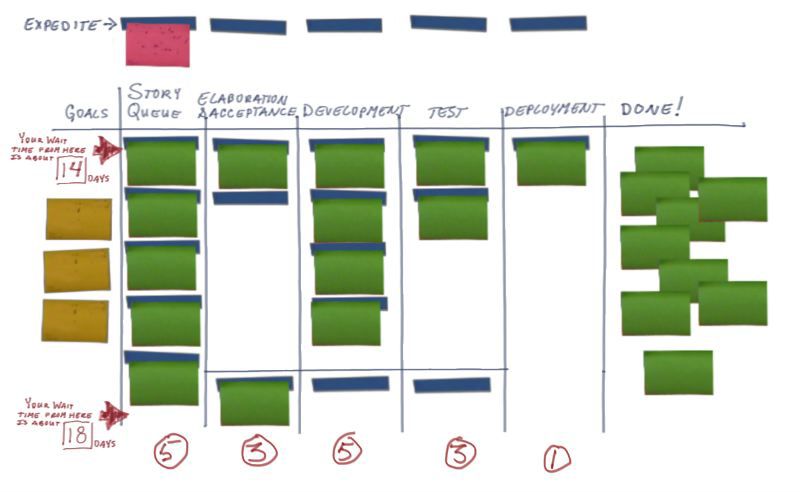 EXPEDITE →
STORY
QUEUE
ELABORATION
& ACCEPTANCE
DEVELOPMENT
TEST
DEPLOYMENT
DONE!
GOALS
YOUR WAIT
TIME FROM HERE
IS ABOUT 14 DAYS
YOUR WAIT
TIME FROM HERE
IS ABOUT 18 DAYS
5 3 5 3 1